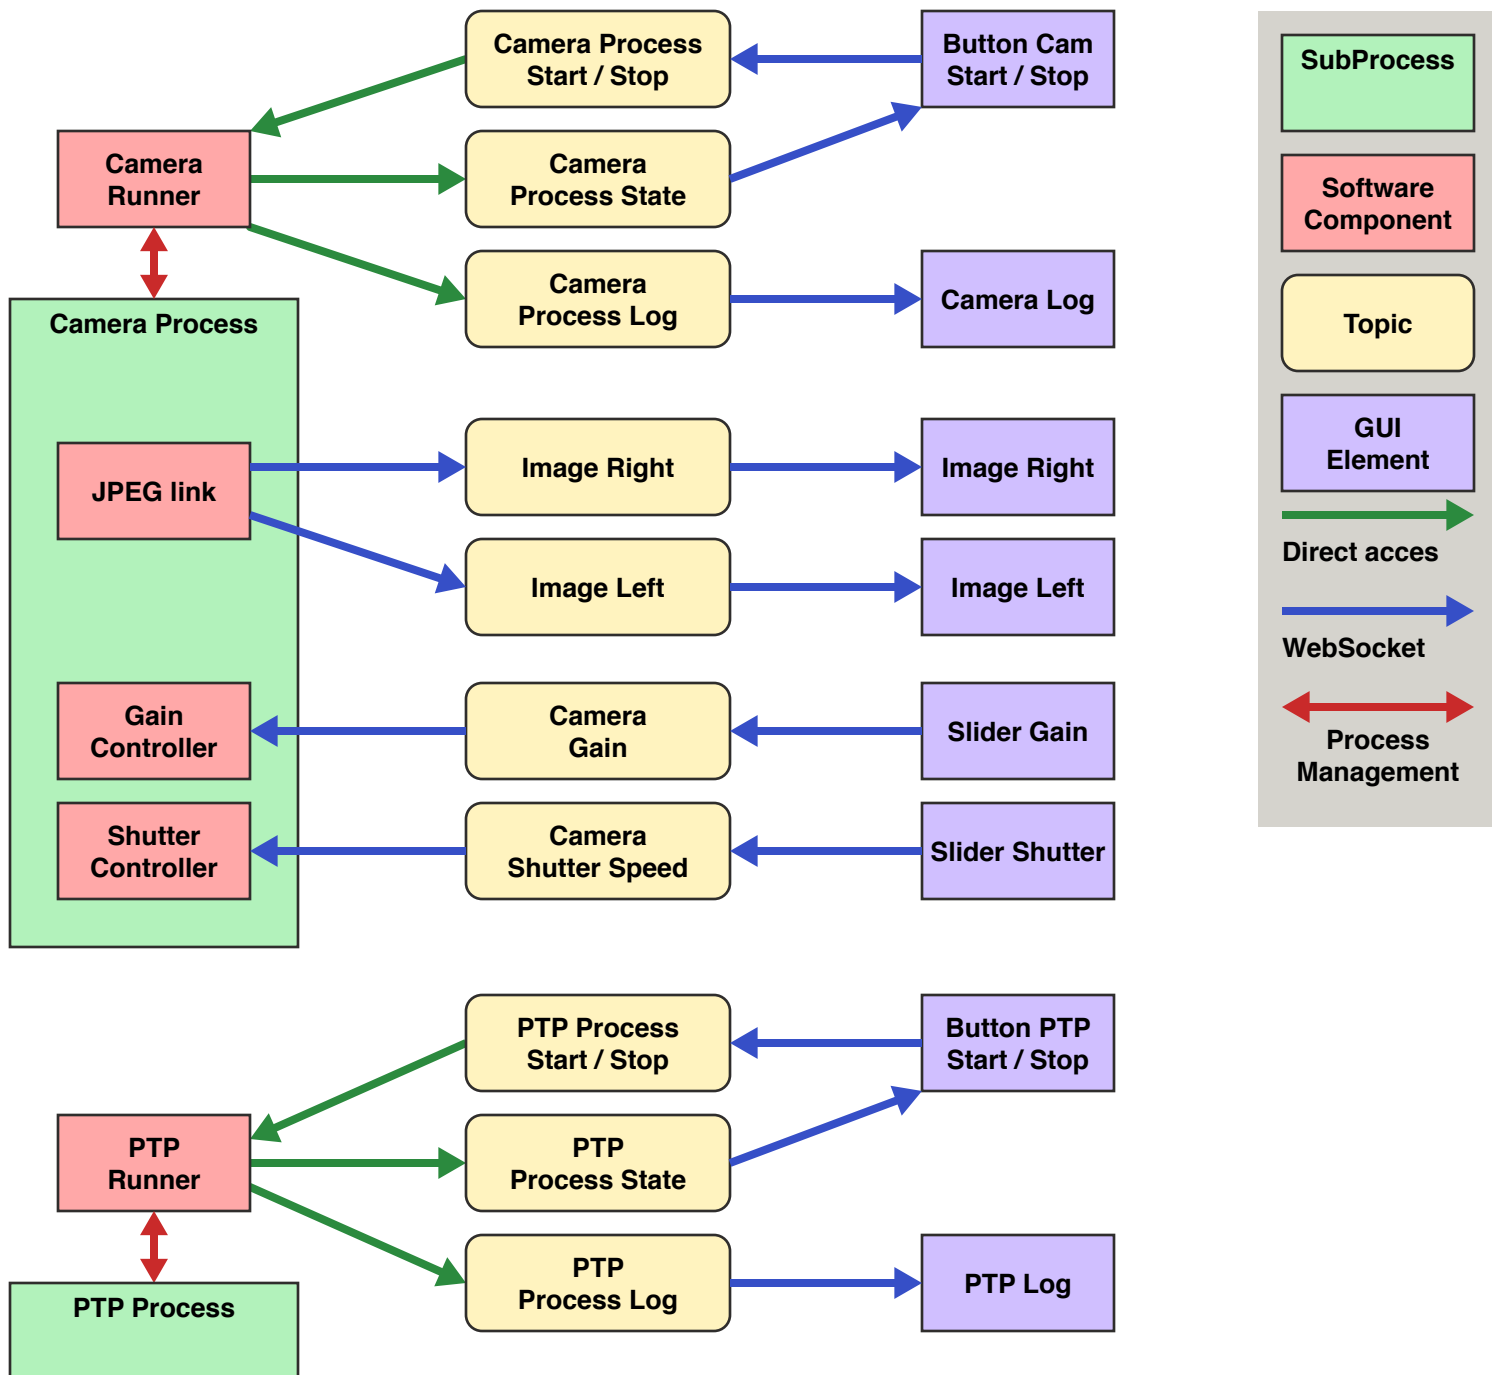 Camera Process
Start / Stop
Button Cam
Start / Stop
Camera
Runner
Camera
Process State
Camera
Process Log
Camera Log
Camera Process
JPEG link
Image Right
Image Right
Image Left
Image Left
Gain
Controller
Camera
Gain
Slider Gain
Shutter
Controller
Camera
Shutter Speed
Slider Shutter
PTP Process
Start / Stop
Button PTP
Start / Stop
PTP
Runner
PTP
Process State
PTP
Process Log
PTP Log
PTP Process
SubProcess
Software
Component
Topic
GUI
Element
Direct acces
WebSocket
Process
Management